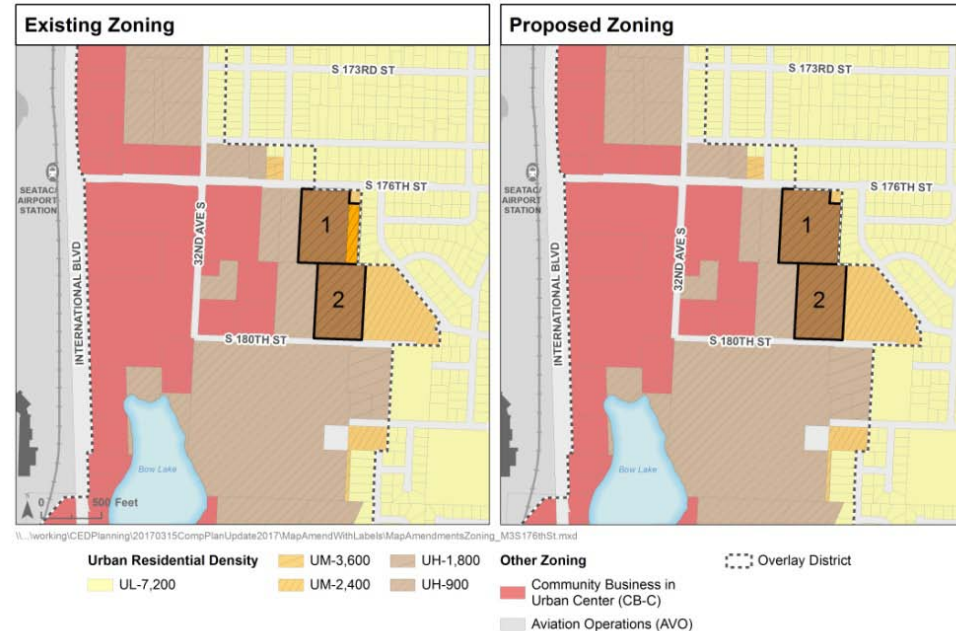 Existing Zoning
Proposed Zoning
S 173RD ST
SEATAC/
AIRPORT
STATION
S 176TH ST
INTERNATIONAL BLVD
32ND AVE S
1
2
S 180TH ST
Bow Lake
0 500 Feet
S 173RD ST
SEATAC/
AIRPORT
STATION
S 176TH ST
INTERNATIONAL BLVD
32ND AVE S
1
2
S 180TH ST
Bow Lake
\\...\working\CEDPlanning\20170315CompPlanUpdate2017\MapAmendWithLabels\MapAmendmentsZoning_M3S176thSt.mxd
Urban Residential Density
UL-7,200
UM-3,600
UM-2,400
UH-1,800
UH-900
Other Zoning
Community Business in
Urban Center (CB-C)
Aviation Operations (AVO)
Overlay District